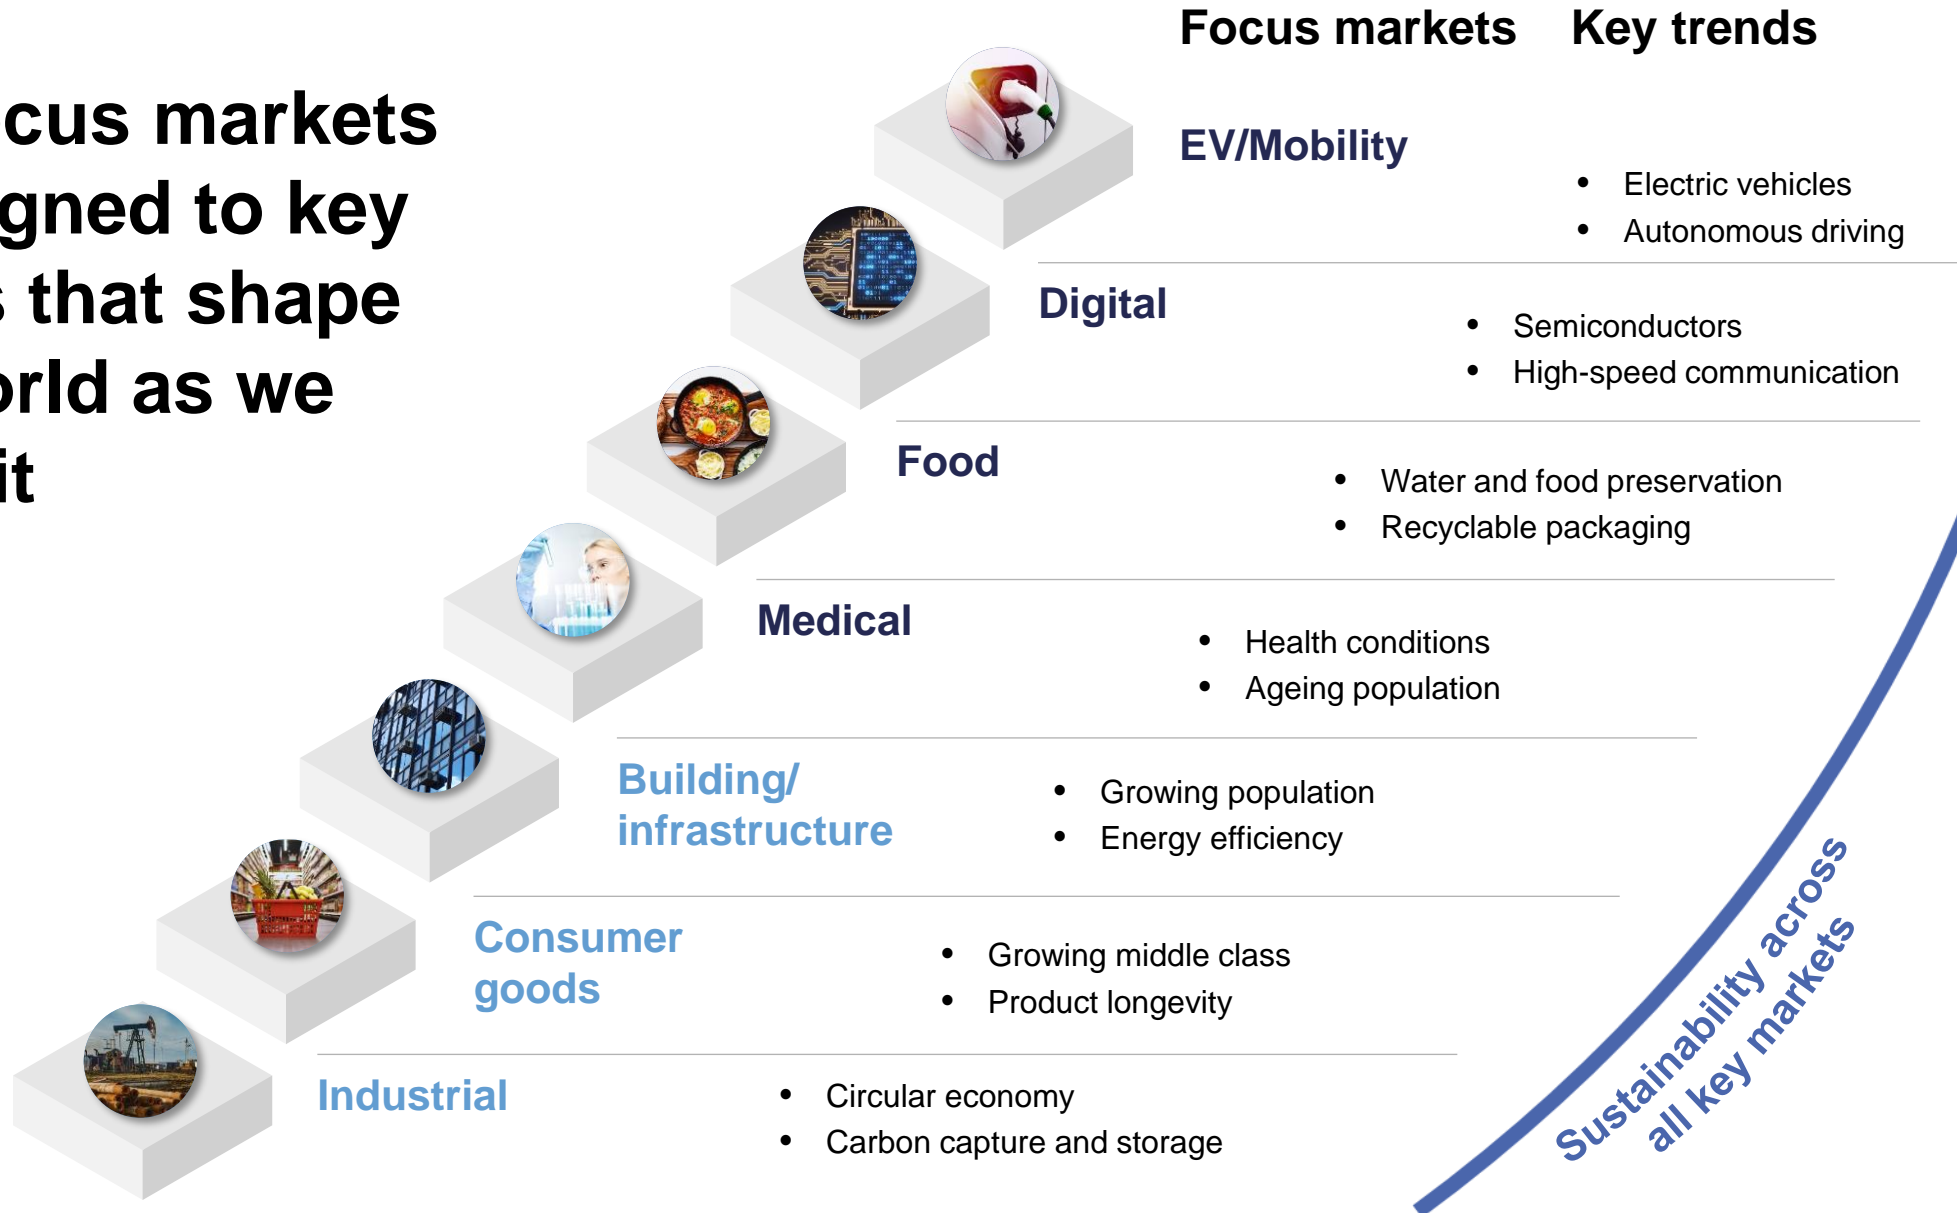 cus markets
gned to key
s that shape
orld as we
it
Focus markets
Key trends
EV/Mobility
• Electric vehicles
• Autonomous driving
Digital
• Semiconductors
• High-speed communication
Food
• Water and food preservation
• Recyclable packaging
Medical
• Health conditions
• Ageing population
Building/
infrastructure
• Growing population
• Energy efficiency
Consumer
goods
• Growing middle class
• Product longevity
Industrial
• Circular economy
• Carbon capture and storage
Sustainability across
all key markets